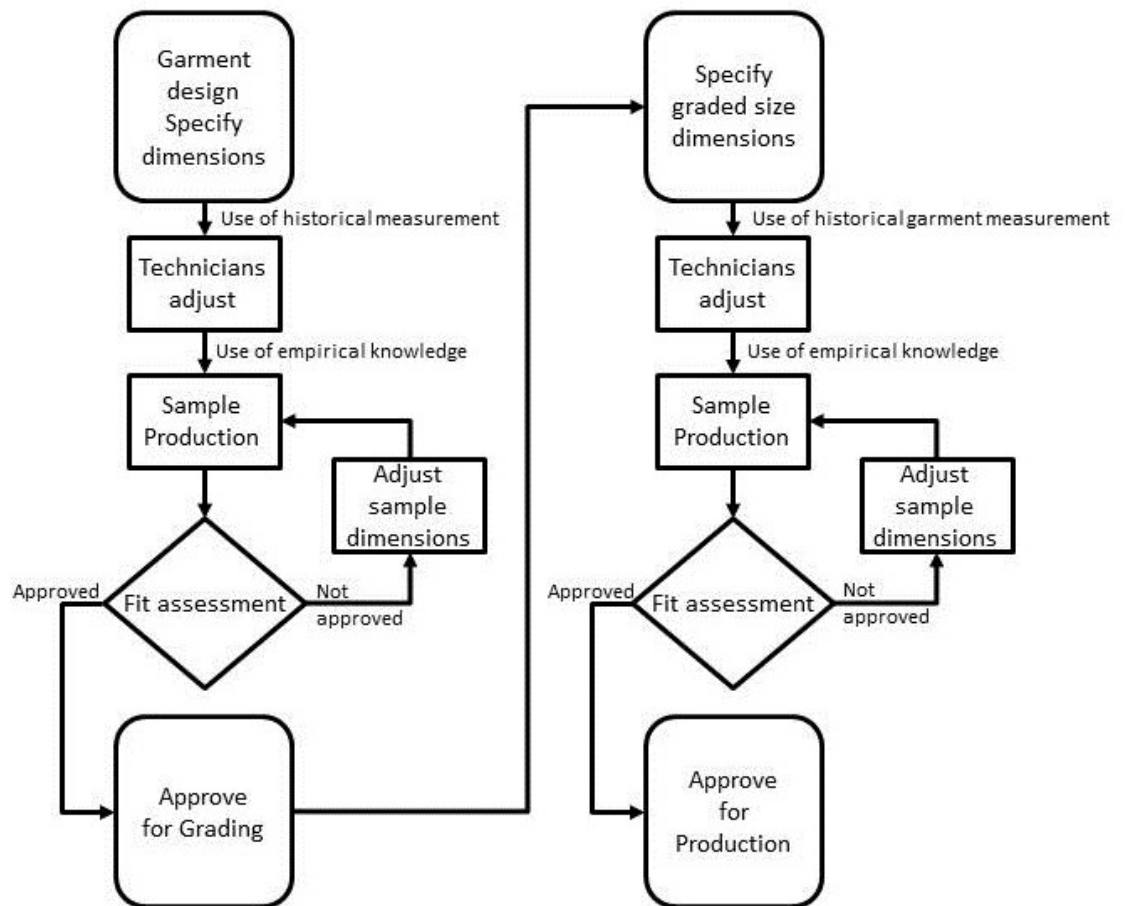 Garment
design
Specify
dimensions
Use of historical measurement
Technicians
adjust
Use of empirical knowledge
Sample
Production
Adjust
sample
dimensions
Approved
Fit assessment
Not
approved
Approve
for Grading
Specify
graded size
dimensions
Use of historical garment measurement
Technicians
adjust
Use of empirical knowledge
Sample
Production
Adjust
sample
dimensions
Approved
Fit assessment
Not
approved
Approve
for
Production